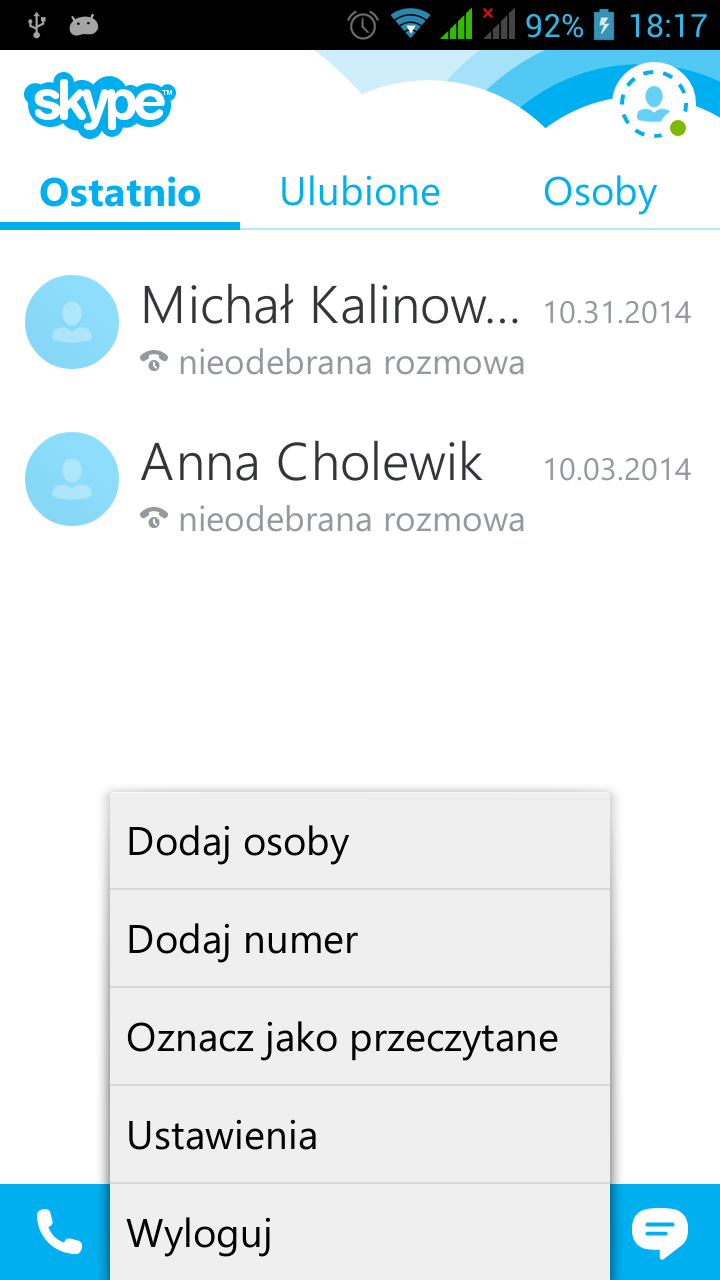 92% 18:17
skype™
Ostatnio Ulubione Osoby
Michał Kalinow... 10.31.2014
nieodebrana rozmowa
Anna Cholewik 10.03.2014
nieodebrana rozmowa
Dodaj osoby
Dodaj numer
Oznacz jako przeczytane
Ustawienia
Wyloguj